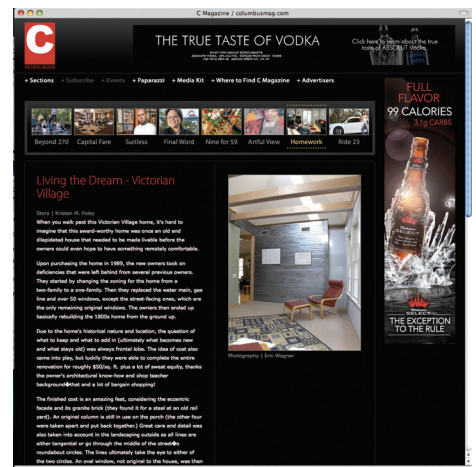 C Magazine / columbusmag.com
C
THE TRUE TASTE OF VODKA
Click here to learn about the true
taste of ABSOLUT Vodka.
+ Sections + Subscribe + Events + Paparazzi + Media Kit + Where to Find C Magazine + Advertisers
FULL
FLAVOR
99 CALORIES
3.1g CARBS
Beyond 270 Capital Fare Suitless Final Word Nine for 59 Artful View Homework Ride 23
Living the Dream - Victorian
Village
Story | Kristen M. Foley
When you walk past this Victorian Village home, it's hard to
imagine that this award-worthy home was once an old and
dilapidated house that needed to be made livable before the
owners could even hope to have something remotely comfortable.
Upon purchasing the home in 1989, the new owners took on
deficiencies that were left behind from several previous owners.
They started by changing the zoning for the home from a
two-family to a one-family. Then they replaced the water main, gas
line and over 50 windows, except the street-facing ones, which are
the only remaining original windows. The owners then ended up
basically rebuilding the 1800s home from the ground up.
Due to the home's historical nature and location, the question of
what to keep and what to add in (ultimately what becomes new
and what stays old) was always frontal lobe. The idea of cost also
came into play, but luckily they were able to complete the entire
renovation for roughly $50/sq. ft. plus a lot of sweat equity, thanks
the owner's architectural know-how and shop teacher
background�that and a lot of bargain shopping!
The finished cost is an amazing feat, considering the eccentric
facade and its granite brick (they found it for a steal at an old rail
yard). An original column is still in use on the porch (the other four
were taken apart and put back together.) Great care and detail was
also taken into account in the landscaping outside as all lines are
either tangential or go through the middle of the street�s
roundabout circles. The lines ultimately take the eye to either of
the two circles. An oval window, not original to the house, was then
Photography | Eric Wagner
SELECT
SELECT
THE EXCEPTION
TO THE RULE